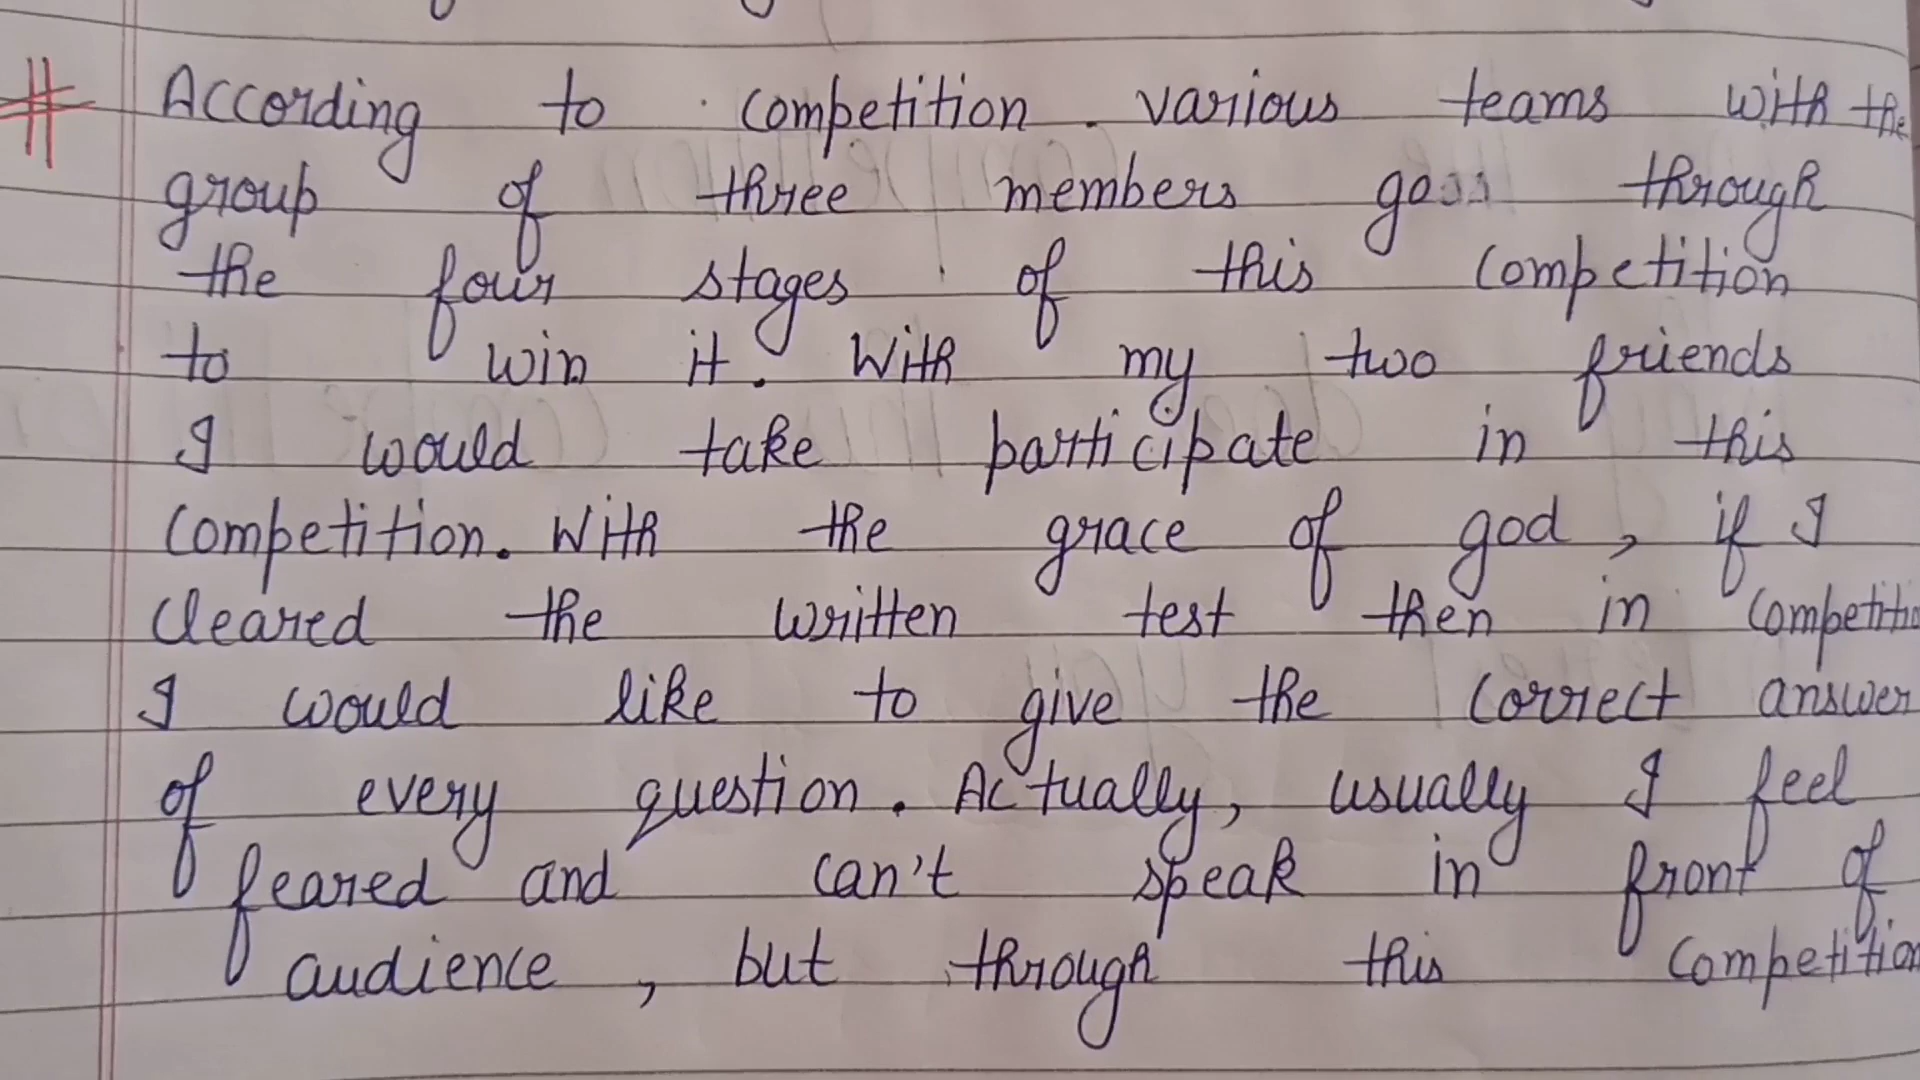 # According to competition . various teams with the
group of three members goes through
the four stages of this competition
to win it. With my two friends
I would take participate in this
competition. With the grace of god, if I
cleared the written test then in competitio
I would like to give the correct answer
of every question. Actually, usually I feel
feared and can't speak in front of
audience, but through this competition